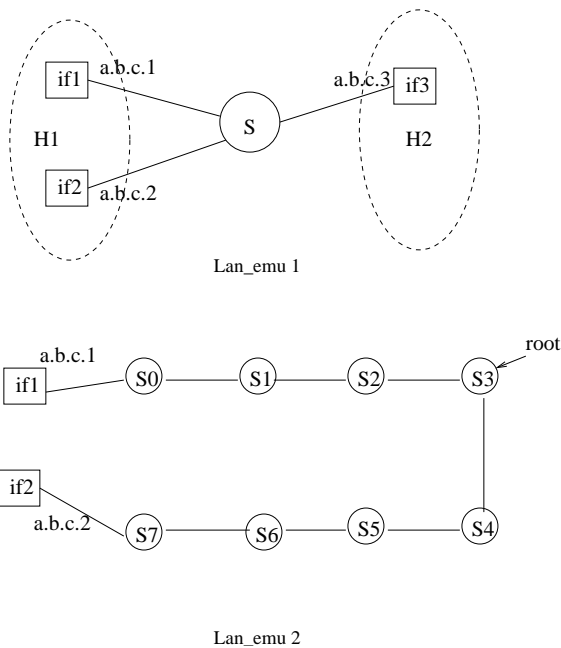 if1
a.b.c.1
a.b.c.3
if3
S
H1
H2
if2
a.b.c.2
Lan_emu 1
a.b.c.1
root
if1
S0
S1
S2
S3
if2
a.b.c.2
S7
S6
S5
S4
Lan_emu 2